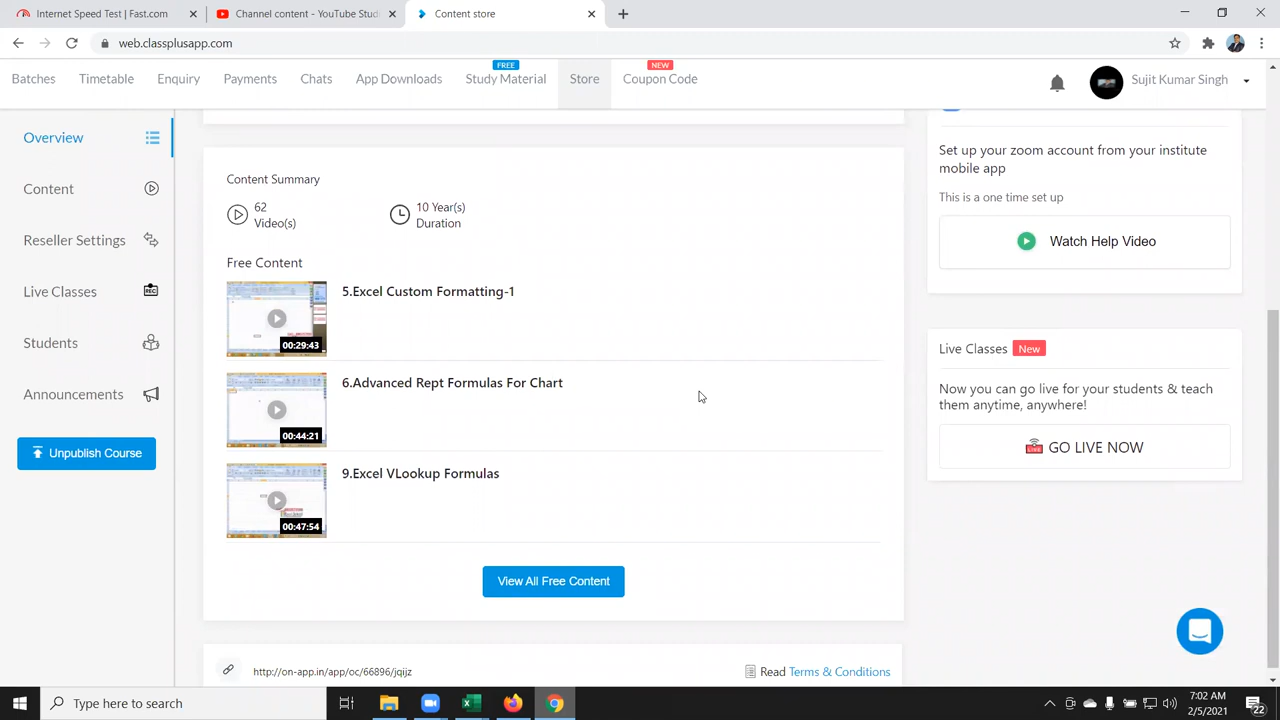 Internet Speed Test | Fast.com
Channel content - YouTube Stud
Content store
web.classplusapp.com
FREE
NEW
Batches
Timetable
Enquiry
Payments
Chats
App Downloads
Study Material
Store
Coupon Code
Sujit Kumar Singh
Overview
Content
Reseller Settings
Live Classes
Students
Announcements
Unpublish Course
Content Summary
62
Video(s)
10 Year(s)
Duration
Free Content
5.Excel Custom Formatting-1
00:29:43
6.Advanced Rept Formulas For Chart
00:44:21
9.Excel VLookup Formulas
00:47:54
View All Free Content
http://on-app.in/app/oc/66896/jqijz
Read Terms & Conditions
Set up your zoom account from your institute
mobile app
This is a one time set up
Watch Help Video
Live Classes New
Now you can go live for your students & teach
them anytime, anywhere!
GO LIVE NOW
Type here to search
7:02 AM
2/5/2021
22